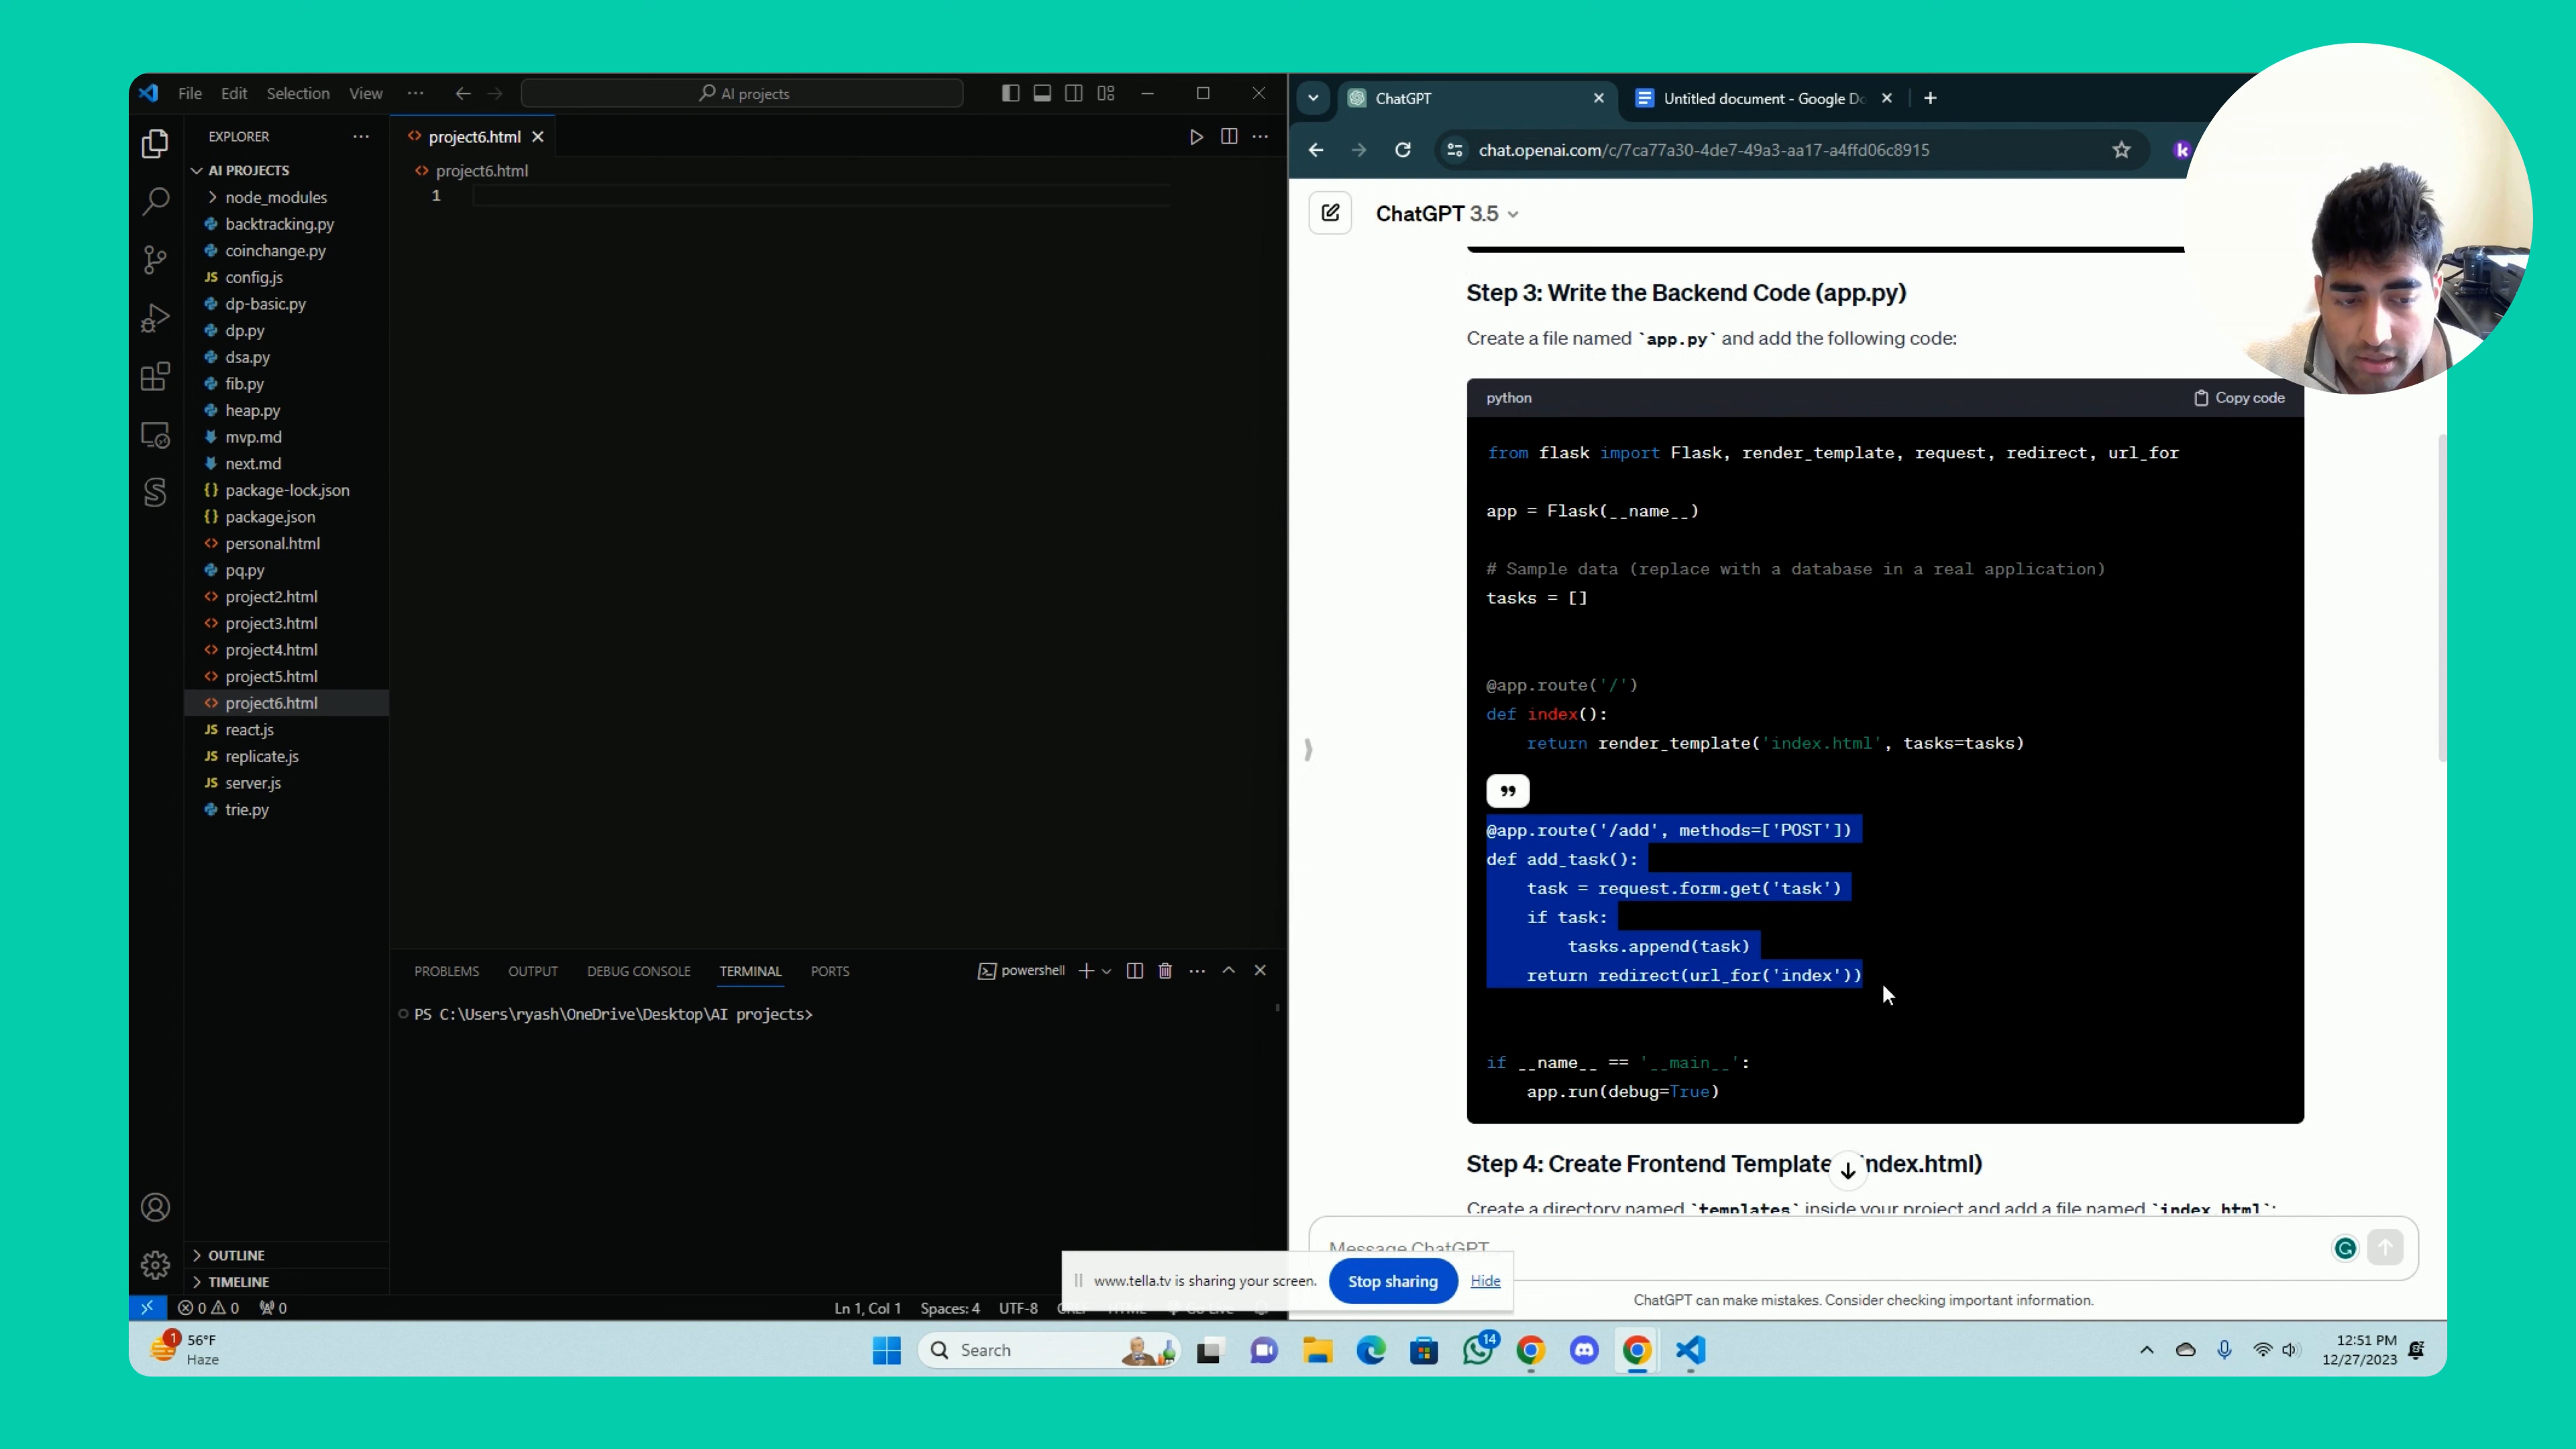 File Edit Selection View ··· AI projects
EXPLORER ···
AI PROJECTS
node_modules
backtracking.py
coinchange.py
JS config.js
dp-basic.py
dp.py
dsa.py
fib.py
heap.py
mvp.md
next.md
{} package-lock.json
{} package.json
<> personal.html
pq.py
<> project2.html
<> project3.html
<> project4.html
<> project5.html
<> project6.html
JS react.js
JS replicate.js
JS server.js
trie.py
OUTLINE
TIMELINE
<> project6.html
<> project6.html
1
PROBLEMS OUTPUT DEBUG CONSOLE TERMINAL PORTS powershell
PS C:\Users\ryash\OneDrive\Desktop\AI projects>
0 0 0 Ln 1, Col 1 Spaces: 4 UTF-8
ChatGPT
Untitled document - Google Do
chat.openai.com/c/7ca77a30-4de7-49a3-aa17-a4ffd06c8915
k
ChatGPT 3.5
Step 3: Write the Backend Code (app.py)
Create a file named `app.py` and add the following code:
python Copy code
from flask import Flask, render_template, request, redirect, url_for
app = Flask(__name__)
# Sample data (replace with a database in a real application)
tasks = []
@app.route('/')
def index():
return render_template('index.html', tasks=tasks)
@app.route('/add', methods=['POST'])
def add_task():
task = request.form.get('task')
if task:
tasks.append(task)
return redirect(url_for('index'))
if __name__ == '__main__':
app.run(debug=True)
Step 4: Create Frontend Template ndex.html)
Create a directory named `templates` inside your project and add a file named `index.html`:
Message ChatGPT
www.tella.tv is sharing your screen. Stop sharing Hide
ChatGPT can make mistakes. Consider checking important information.
1 56°F
Haze
Search
14
12:51 PM
12/27/2023